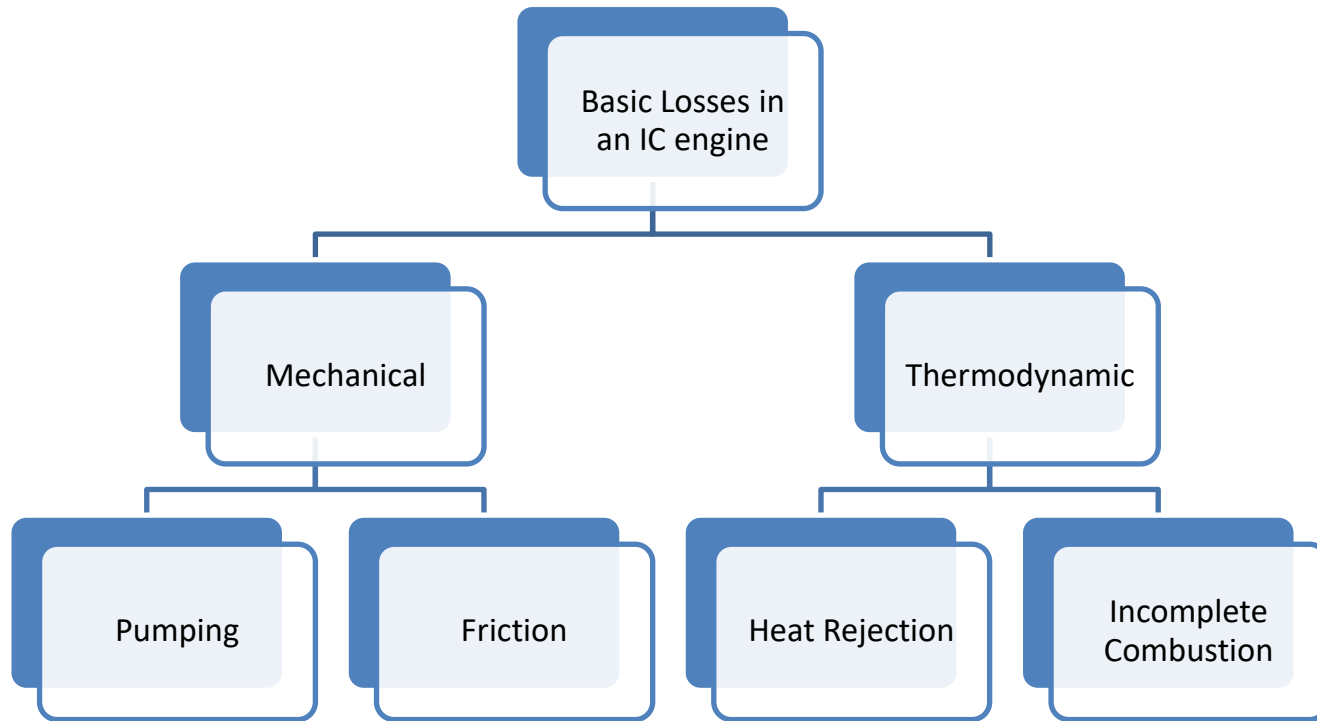 Basic Losses in
an IC engine
Mechanical
Thermodynamic
Pumping
Friction
Heat Rejection
Incomplete
Combustion